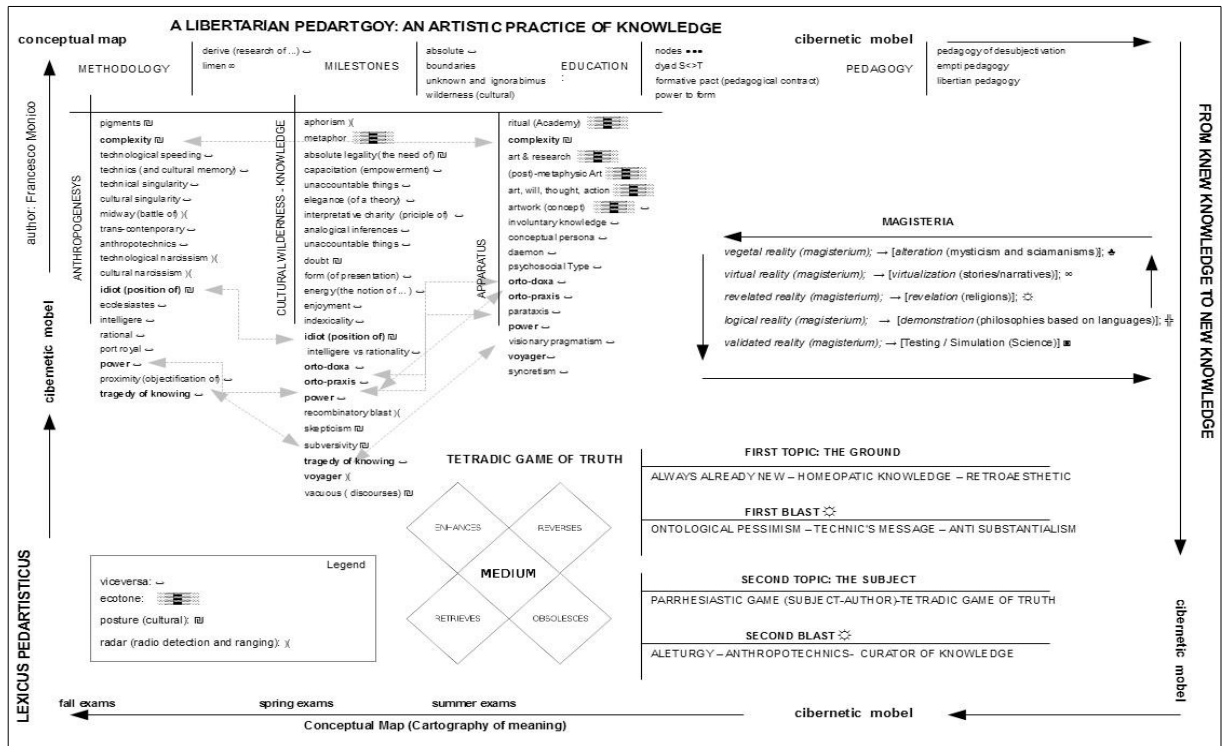 A LIBERTARIAN PEDARTGOY: AN ARTISTIC PRACTICE OF KNOWLEDGE
conceptual map
cibernetic mobel
METHODOLOGY
derive (research of ...) ⌣
limen ∞
MILESTONES
absolute ⌣
boundaries
unknown and ignorabimus
wilderness (cultural)
EDUCATION
:
nodes •••
dyad S<>T
formative pact (pedagogical contract)
power to form
PEDAGOGY
pedagogy of desubjectivation
empti pedagogy
libertian pedagogy
author: Francesco Monico
cibernetic mobel
LEXICUS PEDARTISTICUS
ANTHROPOGENESYS
pigments ₪
complexity ₪
technological speeding ⌣
technics (and cultural memory) ⌣
technical singularity ⌣
cultural singularity ⌣
midway (battle of) )(
trans-contenporary ⌣
anthropotechnics ⌣
technological narcissism )(
cultural narcissism )(
idiot (position of) ₪
ecclesiastes ⌣
intelligere ⌣
rational ⌣
port royal ⌣
power ⌣
proximity (objectification of) ⌣
tragedy of knowing ⌣
CULTURAL WILDERNESS - KNOWLEDGE
aphorism )(
metaphor
absolute legality (the need of) ₪
capacitation (empowerment) ⌣
unaccountable things ⌣
elegance (of a theory) ⌣
interpretative charity (priciple of) ⌣
analogical inferences ⌣
unaccountable things ⌣
doubt ₪
form (of presentation) ⌣
energy (the notion of ... ) ⌣
enjoyment ⌣
indexicality ⌣
idiot (position of) ₪
intelligere vs rationality ⌣
orto-doxa ⌣
orto-praxis ⌣
power ⌣
recombinatory blast )(
skepticism ₪
subversivity ₪
tragedy of knowing ⌣
voyager )(
vacuous ( discourses) ₪
APPARATUS
ritual (Academy)
complexity ₪
art & research
(post)-metaphysic Art
art, will, thought, action
artwork (concept) ⌣
involuntary knowledge ⌣
conceptual persona ⌣
daemon ⌣
psychosocial Type ⌣
orto-doxa ⌣
orto-praxis ⌣
parataxis ⌣
power ⌣
visionary pragmatism ⌣
voyager⌣
syncretism ⌣
MAGISTERIA
vegetal reality (magisterium); → [alteration (mysticism and sciamanisms)]; ♣
virtual reality (magisterium); → [virtualization (stories/narratives)]; ∞
revelated reality (magisterium); → [revelation (religions)]; ☼
logical reality (magisterium); → [demonstration (philosophies based on languages)]; ╬
validated reality (magisterium); → [Testing / Simulation (Science)] ◙
FROM KNEW KNOWLEDGE TO NEW KNOWLEDGE
cibernetic mobel
TETRADIC GAME OF TRUTH
ENHANCES
REVERSES
MEDIUM
RETRIEVES
OBSOLESCES
FIRST TOPIC: THE GROUND
ALWAYS ALREADY NEW – HOMEOPATIC KNOWLEDGE – RETROAESTHETIC
FIRST BLAST ☼
ONTOLOGICAL PESSIMISM – TECHNIC'S MESSAGE – ANTI SUBSTANTIALISM
SECOND TOPIC: THE SUBJECT
PARRHESIASTIC GAME (SUBJECT-AUTHOR)-TETRADIC GAME OF TRUTH
SECOND BLAST ☼
ALETURGY – ANTHROPOTECHNICS- CURATOR OF KNOWLEDGE
Legend
viceversa: ⌣
ecotone:
posture (cultural): ₪
radar (radio detection and ranging): )(
fall exams
spring exams
summer exams
Conceptual Map (Cartography of meaning)
cibernetic mobel